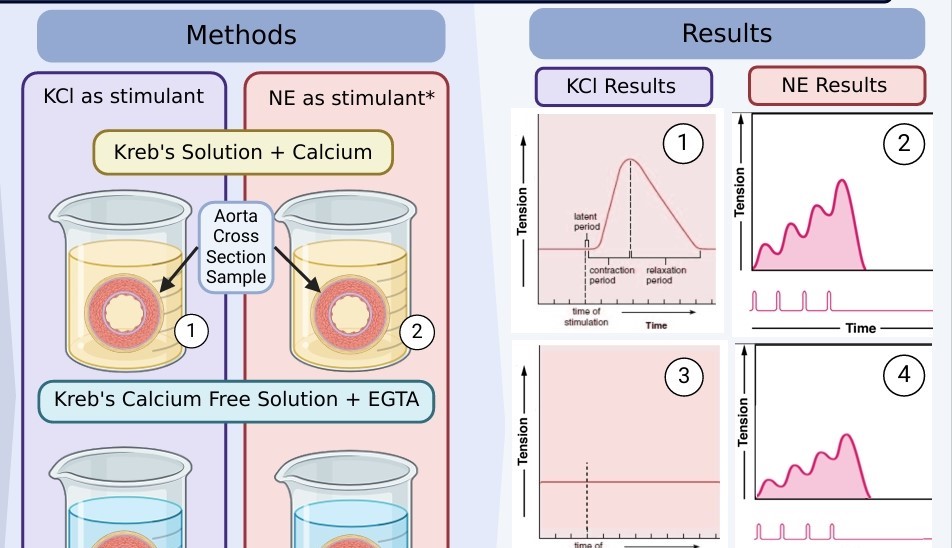 Methods
KCl as stimulant
NE as stimulant*
Kreb's Solution + Calcium
Aorta
Cross
Section
Sample
1
2
Kreb's Calcium Free Solution + EGTA
Results
KCl Results
NE Results
1
Tension
latent
period
contraction
period
relaxation
period
time of
stimulation
Time
2
Tension
Time
3
Tension
time of
4
Tension